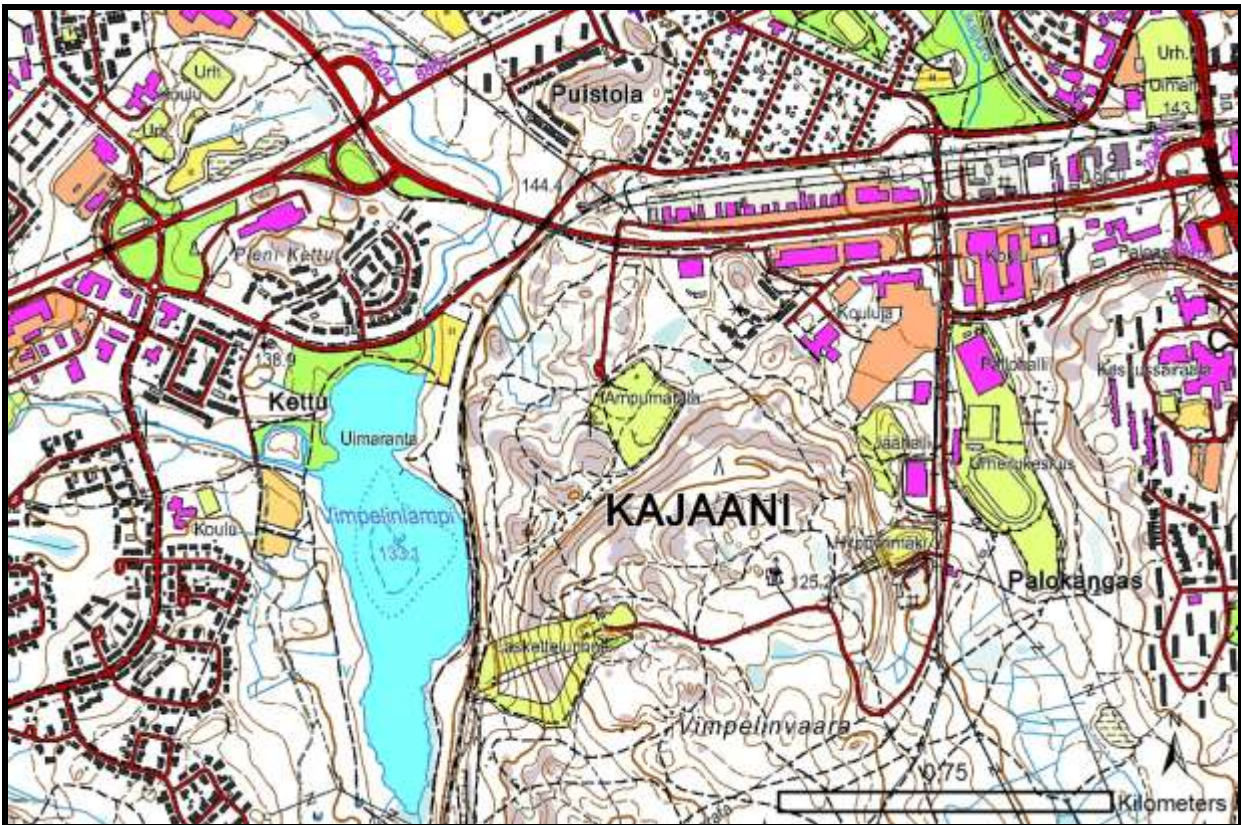 Urh.
Puistola
Urh.
Koulu
Urh.
143
144.4
Pieni Kettu
Koulu
Kouluja
138.9
Pallohalli
Keskussairaala
Kettu
Ampumarata
Uimaranta
Jäähalli
Urheilukeskus
KAJAANI
Vimpelinlampi
Koulu
133.1
Hyppyrimäki
125.2
Palokangas
Laskettelurinne
Vimpelinvaara
N
0,75
Kilometers